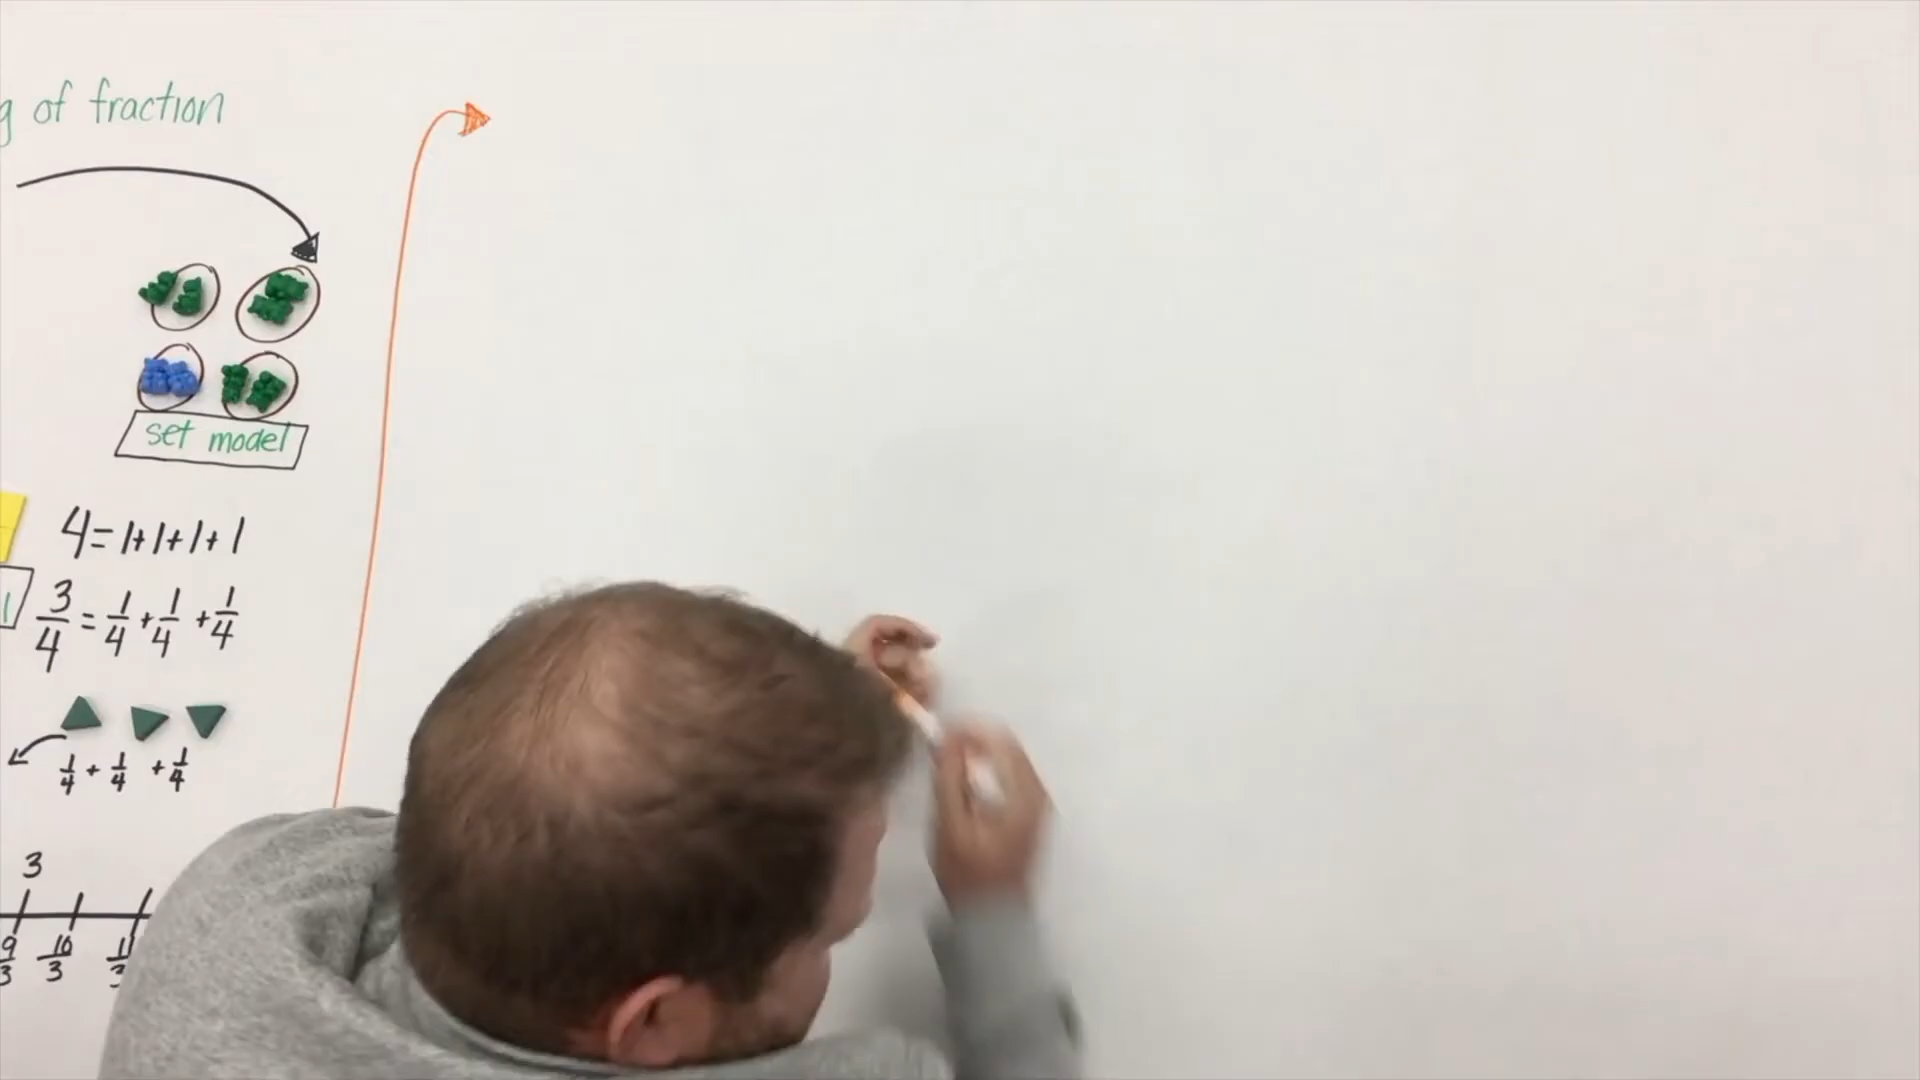 of fraction
set model
4=1+1+1+1
3/4 = 1/4 + 1/4 + 1/4
1/4 + 1/4 + 1/4
3
9/3 10/3